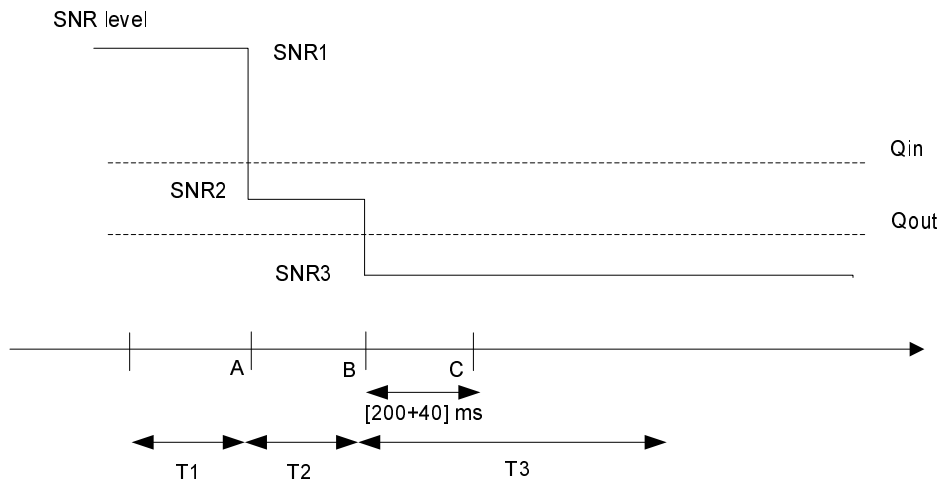 SNR level
SNR1
Qin
SNR2
Qout
SNR3
A
B
C
[200+40] ms
T1
T2
T3